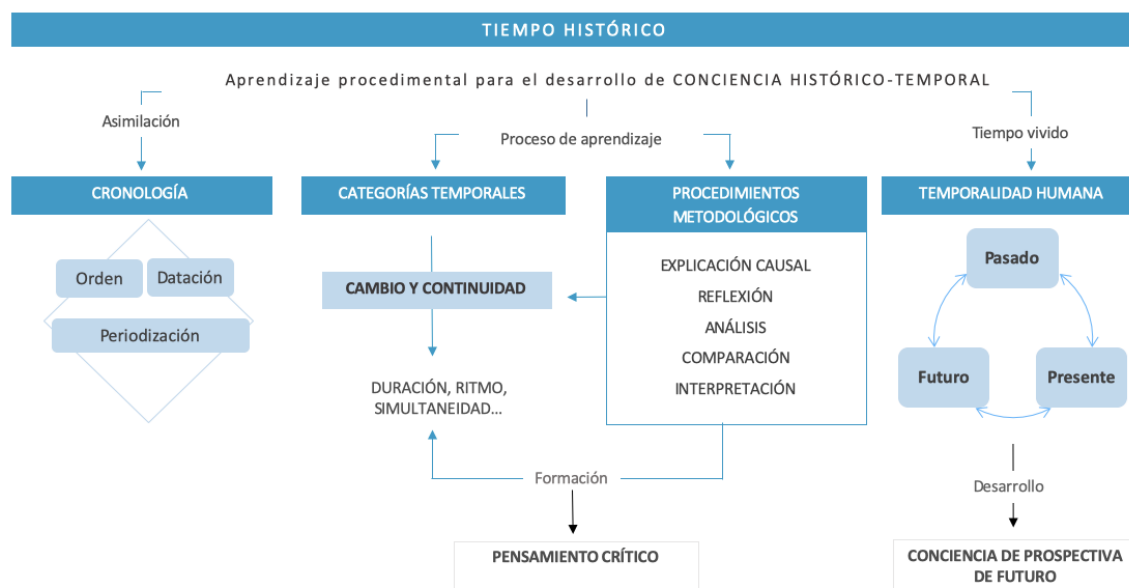 TIEMPO HISTÓRICO
Aprendizaje procedimental para el desarrollo de CONCIENCIA HISTÓRICO-TEMPORAL
Asimilación
Proceso de aprendizaje
Tiempo vivido
CRONOLOGÍA
Orden
Datación
Periodización
CATEGORÍAS TEMPORALES
CAMBIO Y CONTINUIDAD
DURACIÓN, RITMO,
SIMULTANEIDAD...
PROCEDIMIENTOS
METODOLÓGICOS
EXPLICACIÓN CAUSAL
REFLEXIÓN
ANÁLISIS
COMPARACIÓN
INTERPRETACIÓN
Formación
PENSAMIENTO CRÍTICO
TEMPORALIDAD HUMANA
Pasado
Futuro
Presente
Desarrollo
CONCIENCIA DE PROSPECTIVA
DE FUTURO